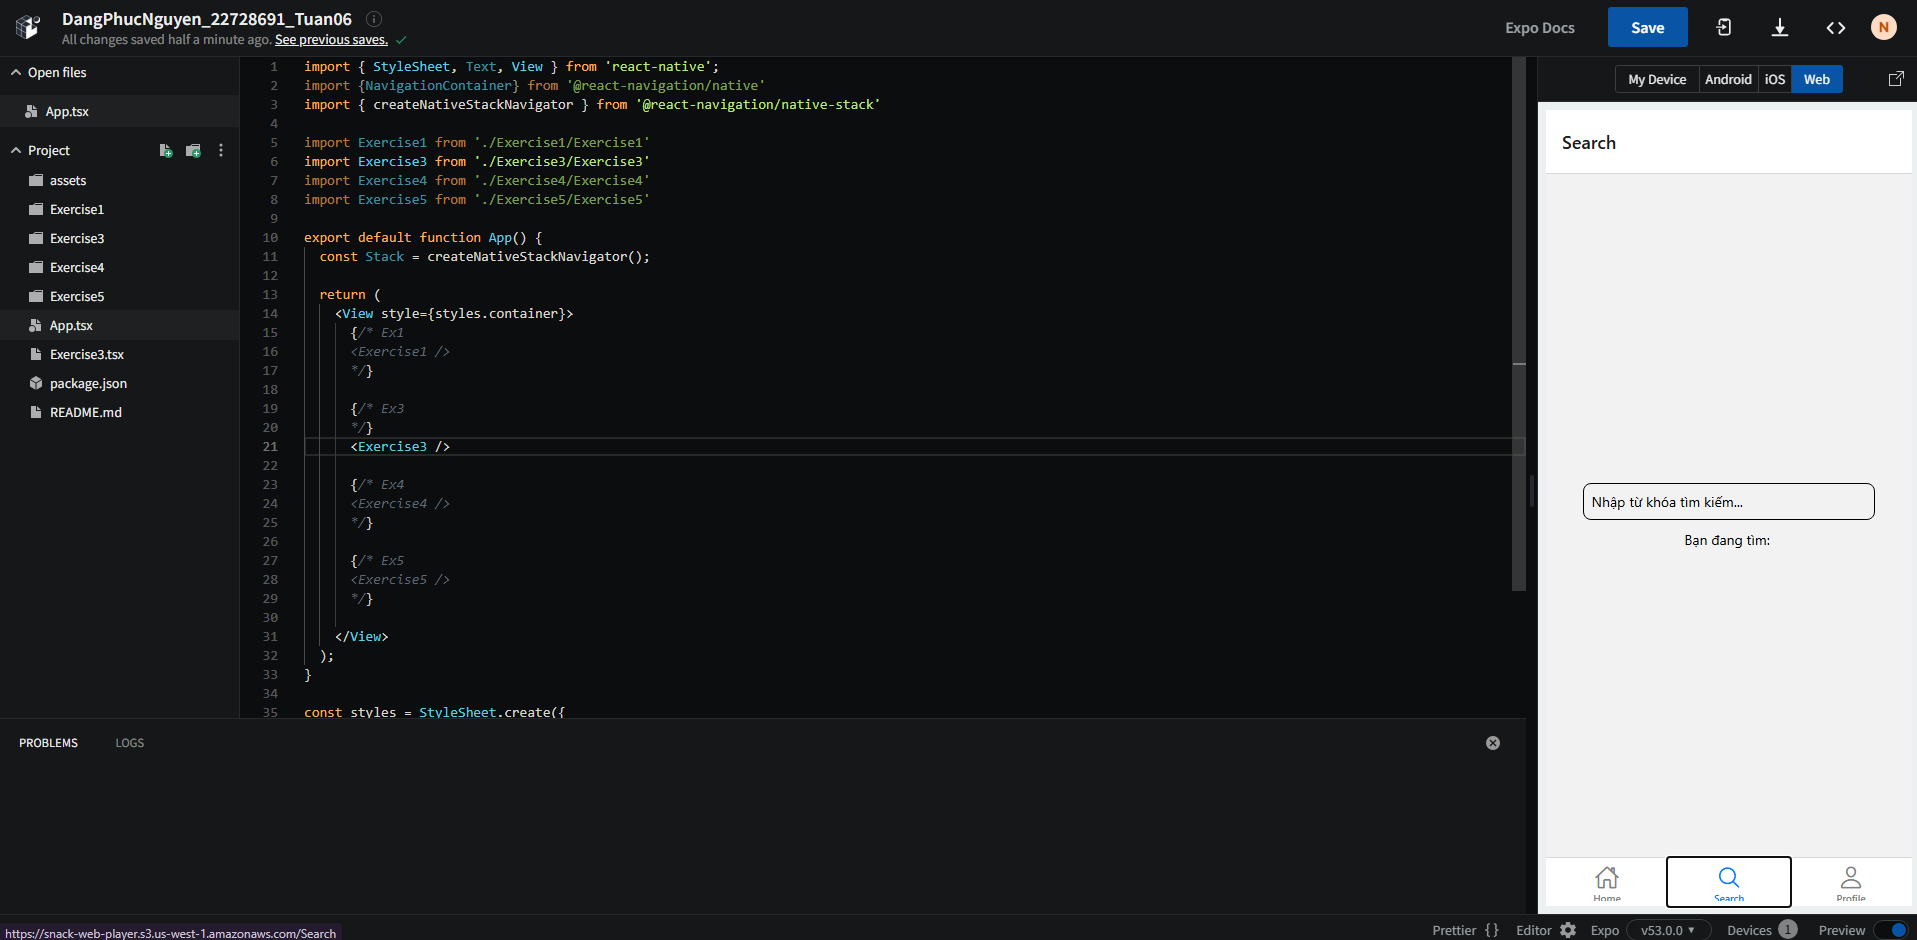 DangPhucNguyen_22728691_Tuan06
All changes saved half a minute ago. See previous saves.
Expo Docs
Save
N
Open files
App.tsx
Project
assets
Exercise1
Exercise3
Exercise4
Exercise5
App.tsx
Exercise3.tsx
package.json
README.md
1 import { StyleSheet, Text, View } from 'react-native';
2 import {NavigationContainer} from '@react-navigation/native'
3 import { createNativeStackNavigator } from '@react-navigation/native-stack'
4
5 import Exercise1 from './Exercise1/Exercise1'
6 import Exercise3 from './Exercise3/Exercise3'
7 import Exercise4 from './Exercise4/Exercise4'
8 import Exercise5 from './Exercise5/Exercise5'
9
10 export default function App() {
11 const Stack = createNativeStackNavigator();
12
13 return (
14 <View style={styles.container}>
15 {/* Ex1
16 <Exercise1 />
17 */}
18
19 {/* Ex3
20 */}
21 <Exercise3 />
22
23 {/* Ex4
24 <Exercise4 />
25 */}
26
27 {/* Ex5
28 <Exercise5 />
29 */}
30
31 </View>
32 );
33 }
34
35 const styles = StyleSheet.create({
My Device Android iOS Web
Search
Nhập từ khóa tìm kiếm...
Bạn đang tìm:
Home Search Profile
PROBLEMS LOGS
https://snack-web-player.s3.us-west-1.amazonaws.com/Search
Prettier {} Editor Expo v53.0.0 Devices 1 Preview